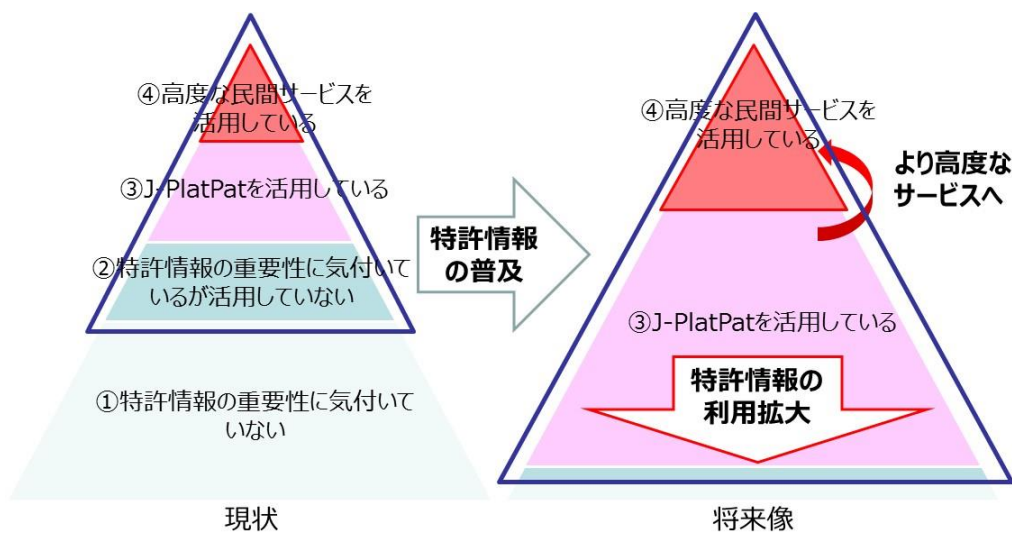 ④高度な民間サービスを
活用している
③J-PlatPatを活用している
②特許情報の重要性に気付いて
いるが活用していない
①特許情報の重要性に気付いて
いない
現状
特許情報
の普及
④高度な民間サービスを
活用している
より高度な
サービスへ
③J-PlatPatを活用している
特許情報の
利用拡大
将来像